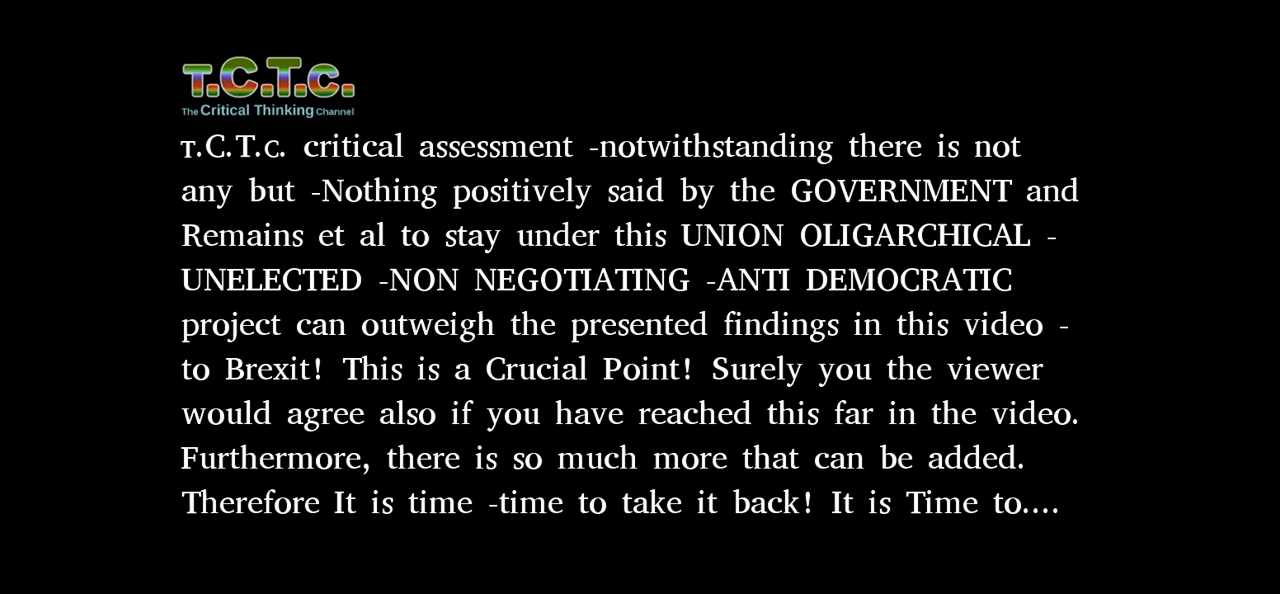 T.C.T.C.
The Critical Thinking Channel
T.C.T.C. critical assessment -notwithstanding there is not
any but -Nothing positively said by the GOVERNMENT and
Remains et al to stay under this UNION OLIGARCHICAL -
UNELECTED -NON NEGOTIATING -ANTI DEMOCRATIC
project can outweigh the presented findings in this video -
to Brexit! This is a Crucial Point! Surely you the viewer
would agree also if you have reached this far in the video.
Furthermore, there is so much more that can be added.
Therefore It is time -time to take it back! It is Time to....